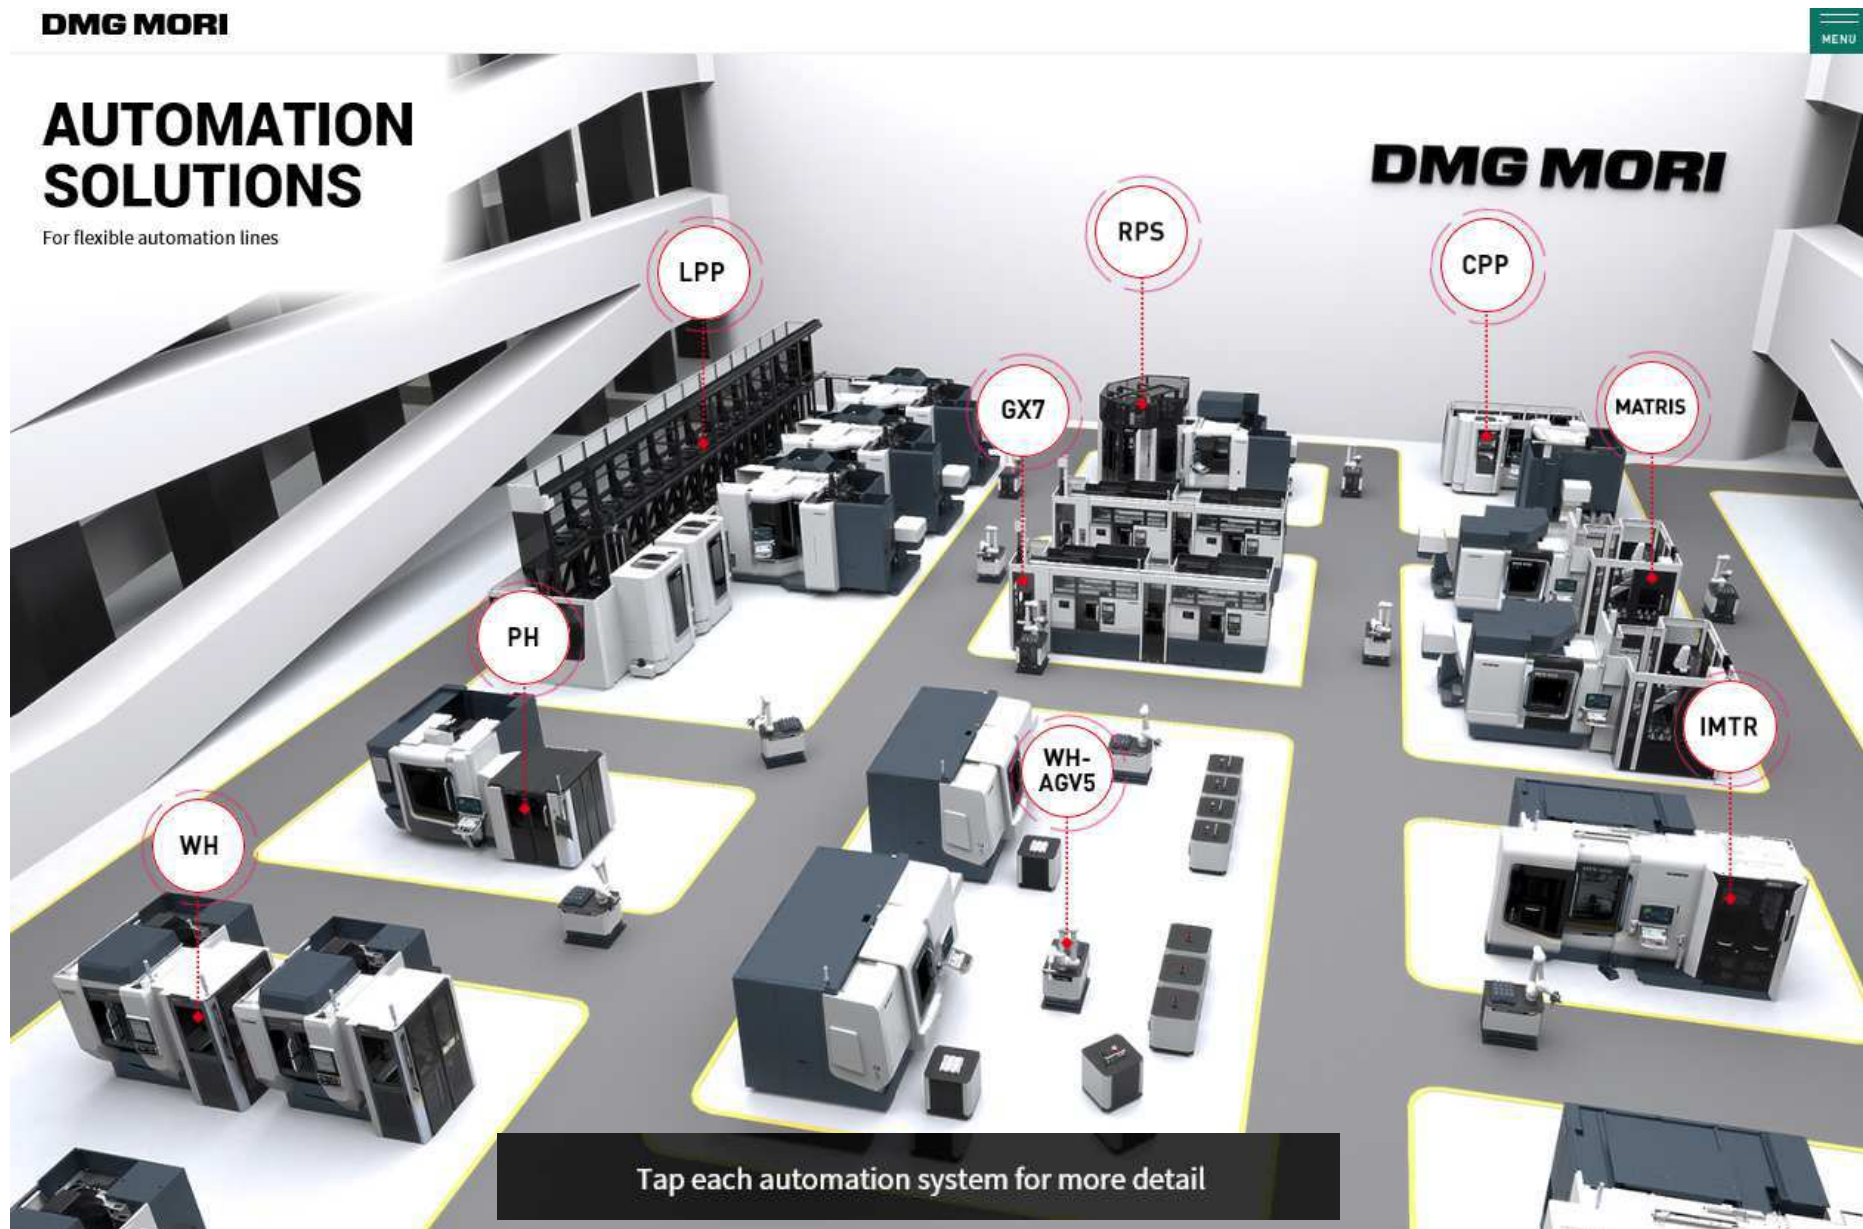 DMG MORI
MENU
AUTOMATION
SOLUTIONS
For flexible automation lines
DMG MORI
RPS
LPP
CPP
GX7
MATRIS
PH
IMTR
WH-
AGV5
WH
Tap each automation system for more detail